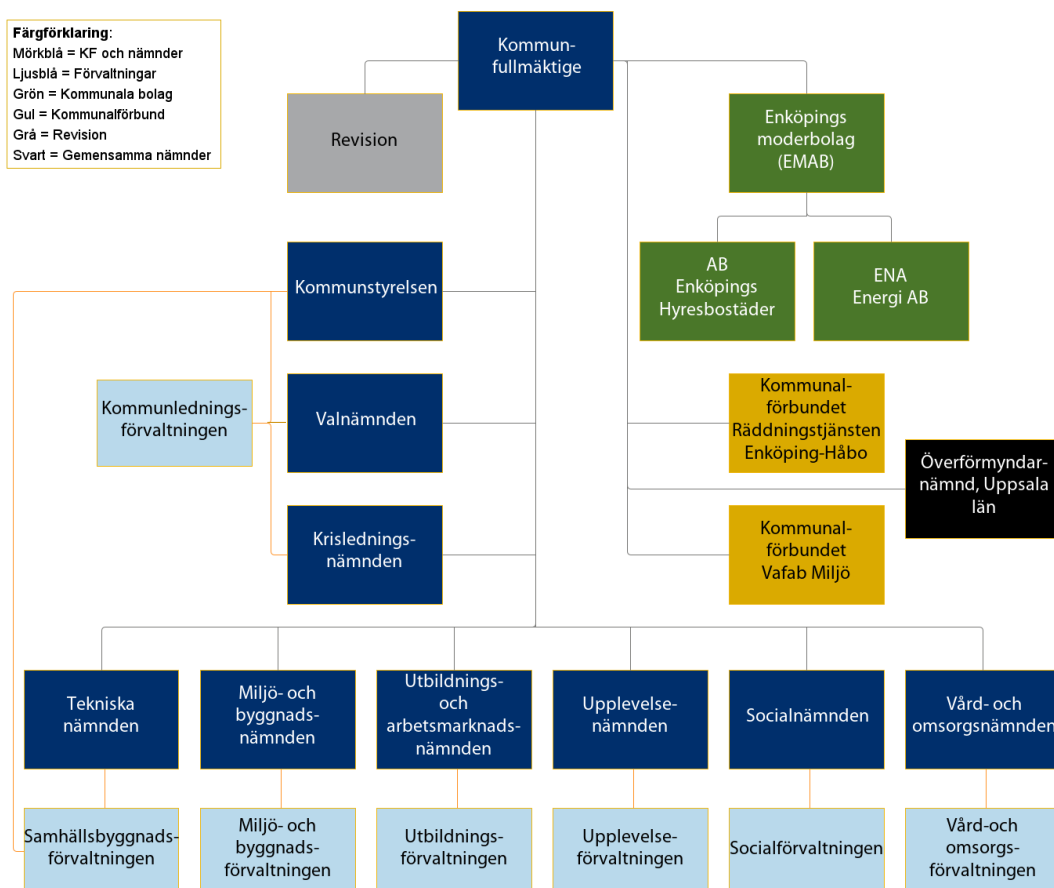 Färgförklaring:
Mörkblå = KF och nämnder
Ljusblå = Förvaltningar
Grön = Kommunala bolag
Gul = Kommunalförbund
Grå = Revision
Svart = Gemensamma nämnder
Kommun-
fullmäktige
Revision
Enköpings
moderbolag
(EMAB)
Kommunstyrelsen
AB
Enköpings
Hyresbostäder
ENA
Energi AB
Kommunlednings-
förvaltningen
Valnämnden
Kommunal-
förbundet
Räddningstjänsten
Enköping-Håbo
Överförmyndar-
nämnd, Uppsala
län
Krislednings-
nämnden
Kommunal-
förbundet
Vafab Miljö
Tekniska
nämnden
Miljö- och
byggnads-
nämnden
Utbildnings-
och
arbetsmarknads-
nämnden
Upplevelse-
nämnden
Socialnämnden
Vård- och
omsorgsnämnden
Samhällsbyggnads-
förvaltningen
Miljö- och
byggnads-
förvaltningen
Utbildnings-
förvaltningen
Upplevelse-
förvaltningen
Socialförvaltningen
Vård-och
omsorgs-
förvaltningen